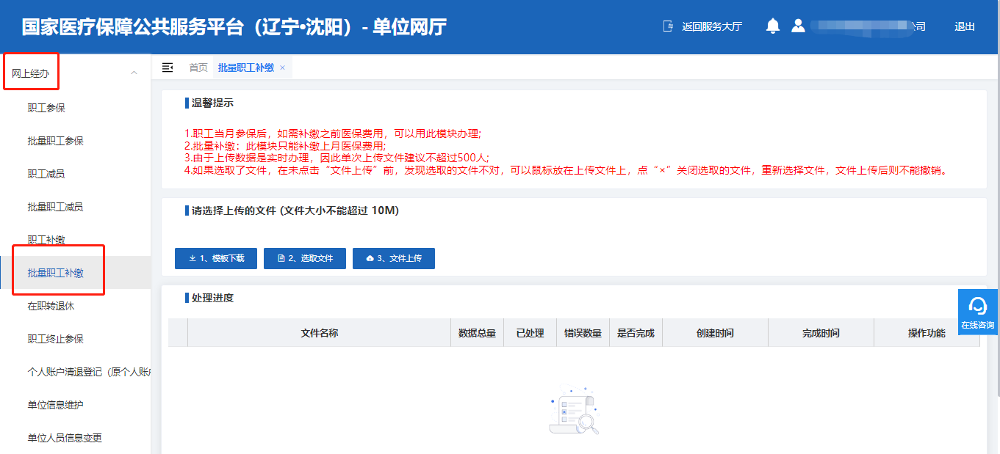 国家医疗保障公共服务平台（辽宁•沈阳）- 单位网厅
返回服务大厅
司
退出
网上经办
职工参保
批量职工参保
职工减员
批量职工减员
职工补缴
批量职工补缴
在职转退休
职工终止参保
个人账户清退登记（原个人账户
单位信息维护
单位人员信息变更
首页
批量职工补缴 ×
温馨提示
1.职工当月参保后，如需补缴之前医保费用，可以用此模块办理;
2.批量补缴：此模块只能补缴上月医保费用;
3.由于上传数据是实时办理，因此单次上传文件建议不超过500人;
4.如果选取了文件，在未点击“文件上传”前，发现选取的文件不对，可以鼠标放在上传文件上，点“×”关闭选取的文件，重新选择文件，文件上传后则不能撤销。
请选择上传的文件 (文件大小不能超过 10M)
1、模板下载
2、选取文件
3、文件上传
处理进度
文件名称 数据总量 已处理 错误数量 是否完成 创建时间 完成时间 操作功能
在线咨询